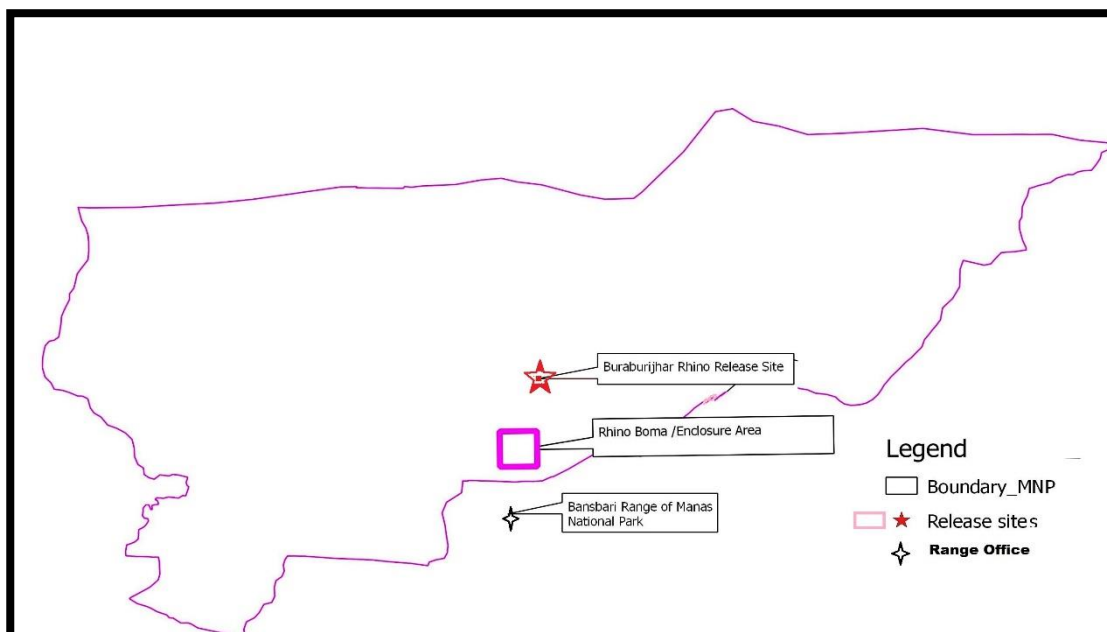 Buraburijhar Rhino Release Site
Rhino Boma /Enclosure Area
Bansbari Range of Manas
National Park
Legend
Boundary_MNP
Release sites
Range Office